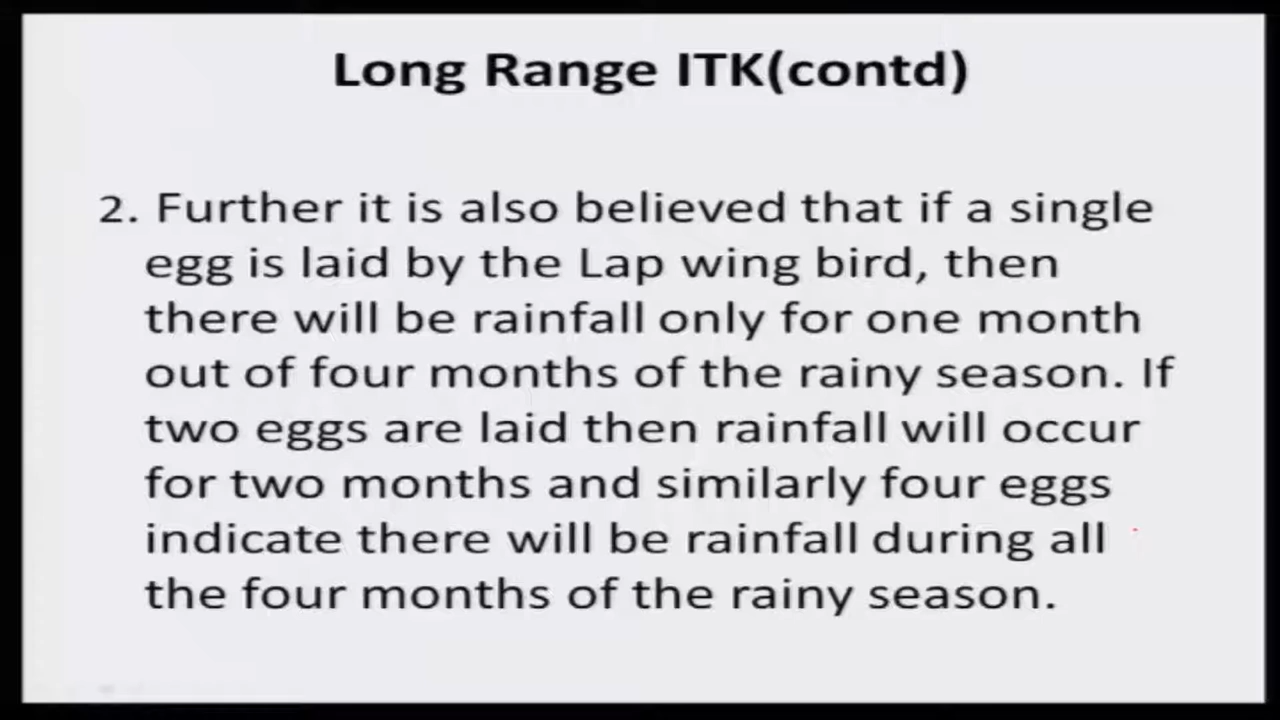 Long Range ITK(contd)
2. Further it is also believed that if a single
egg is laid by the Lap wing bird, then
there will be rainfall only for one month
out of four months of the rainy season. If
two eggs are laid then rainfall will occur
for two months and similarly four eggs
indicate there will be rainfall during all
the four months of the rainy season.